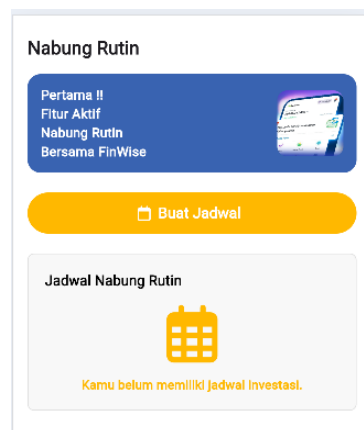 Nabung Rutin
Pertama !!
Fitur Aktif
Nabung Rutin
Bersama FinWise
Buat Jadwal
Jadwal Nabung Rutin
Kamu belum memiliki jadwal investasi.